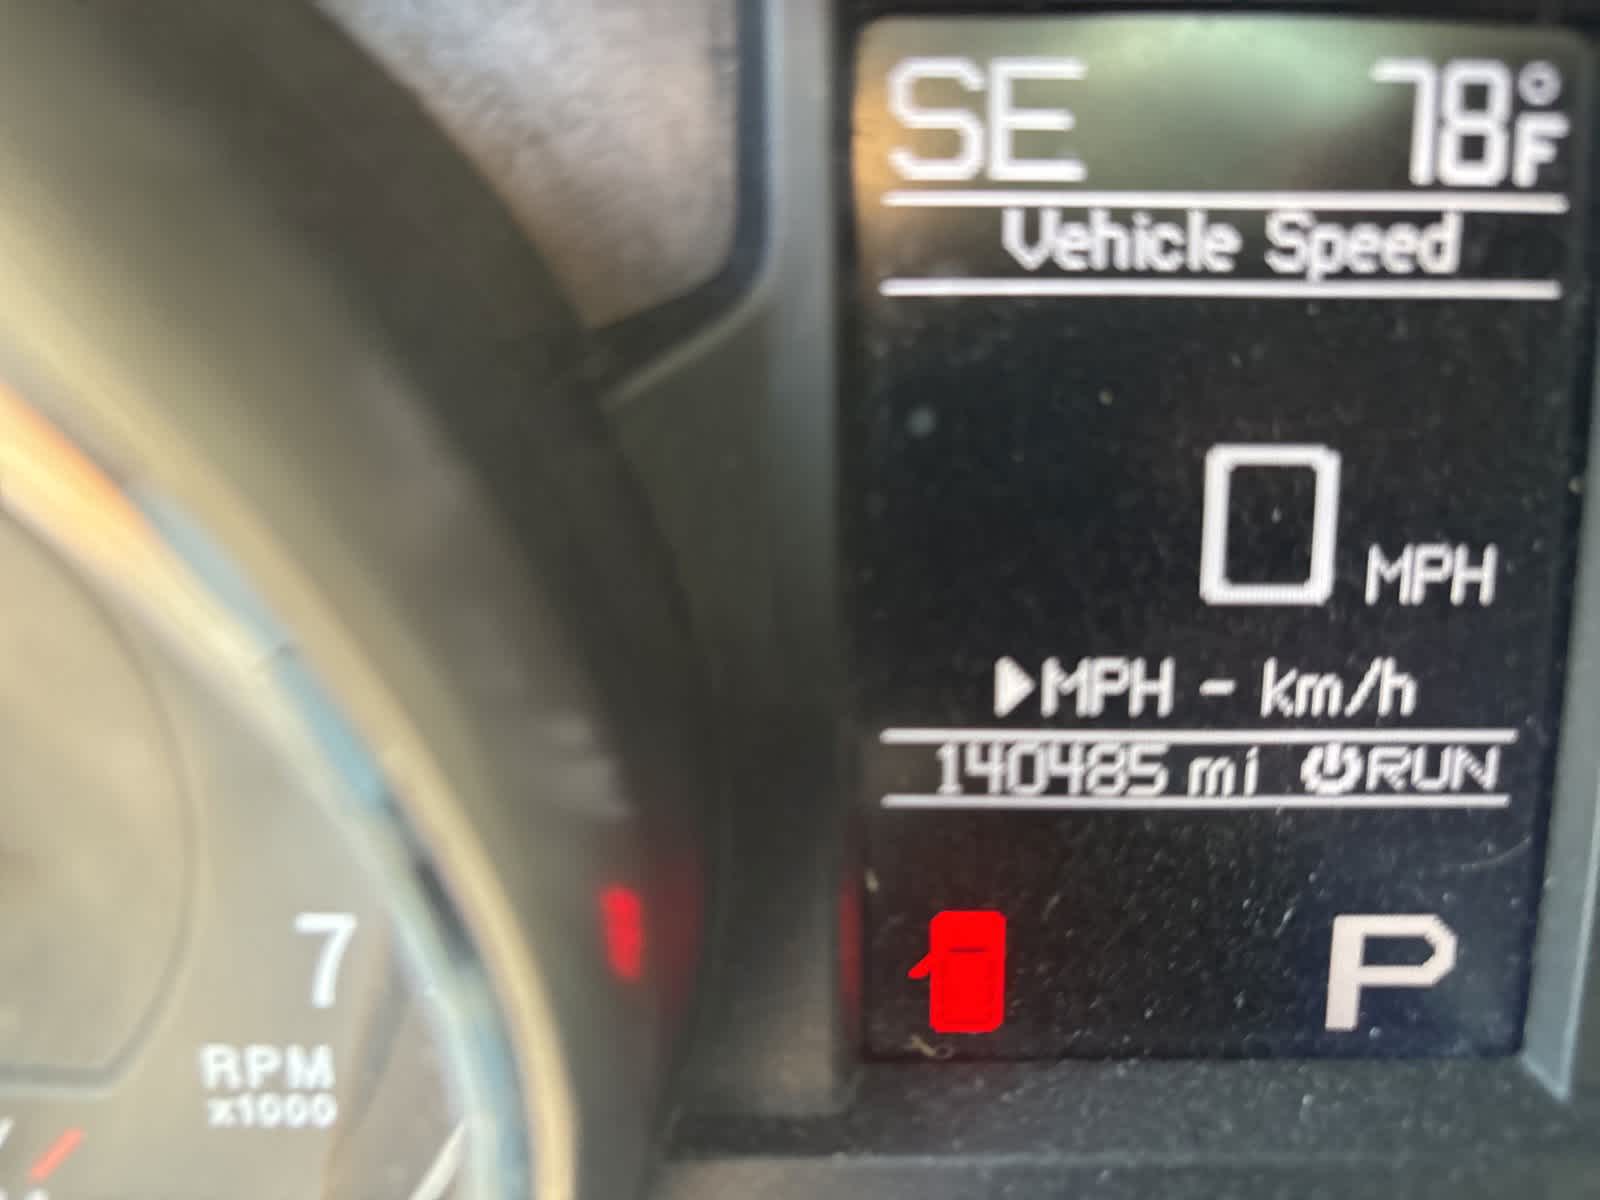 SE 78°F
Vehicle Speed
0 MPH
▶MPH - km/h
140485 mi RUN
P
7
RPM
x1000